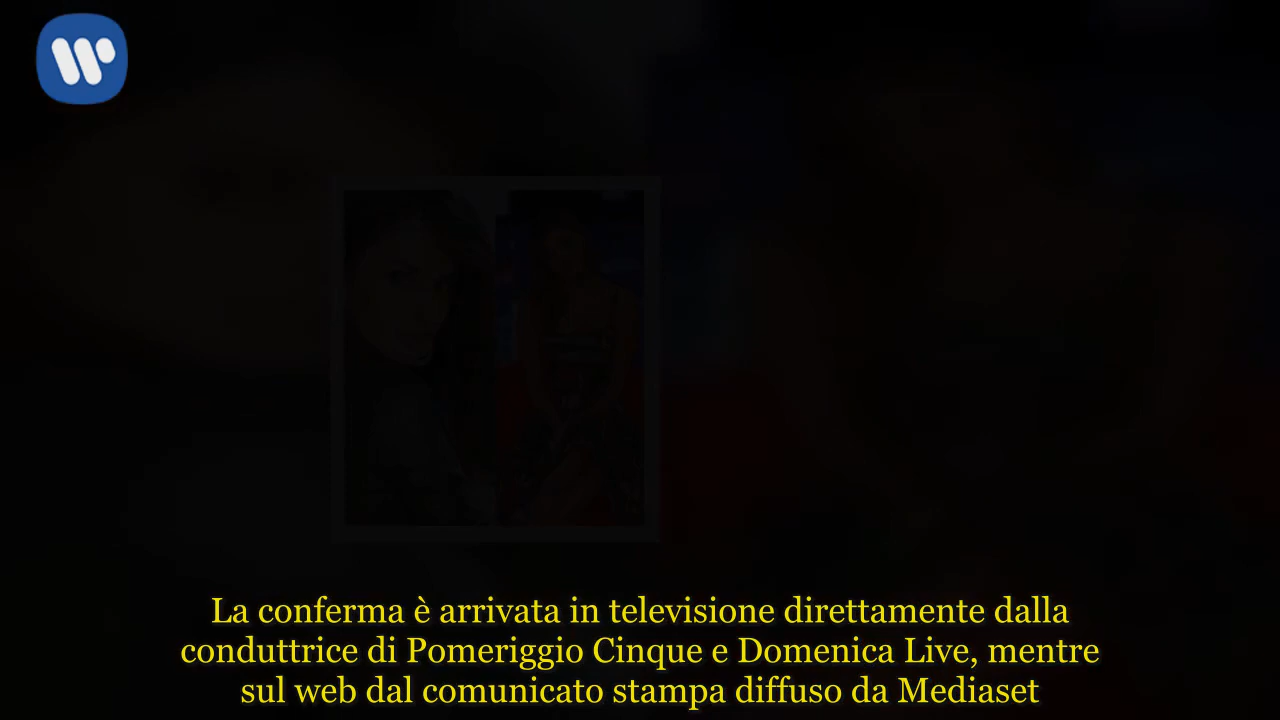 La conferma è arrivata in televisione direttamente dalla
conduttrice di Pomeriggio Cinque e Domenica Live, mentre
sul web dal comunicato stampa diffuso da Mediaset